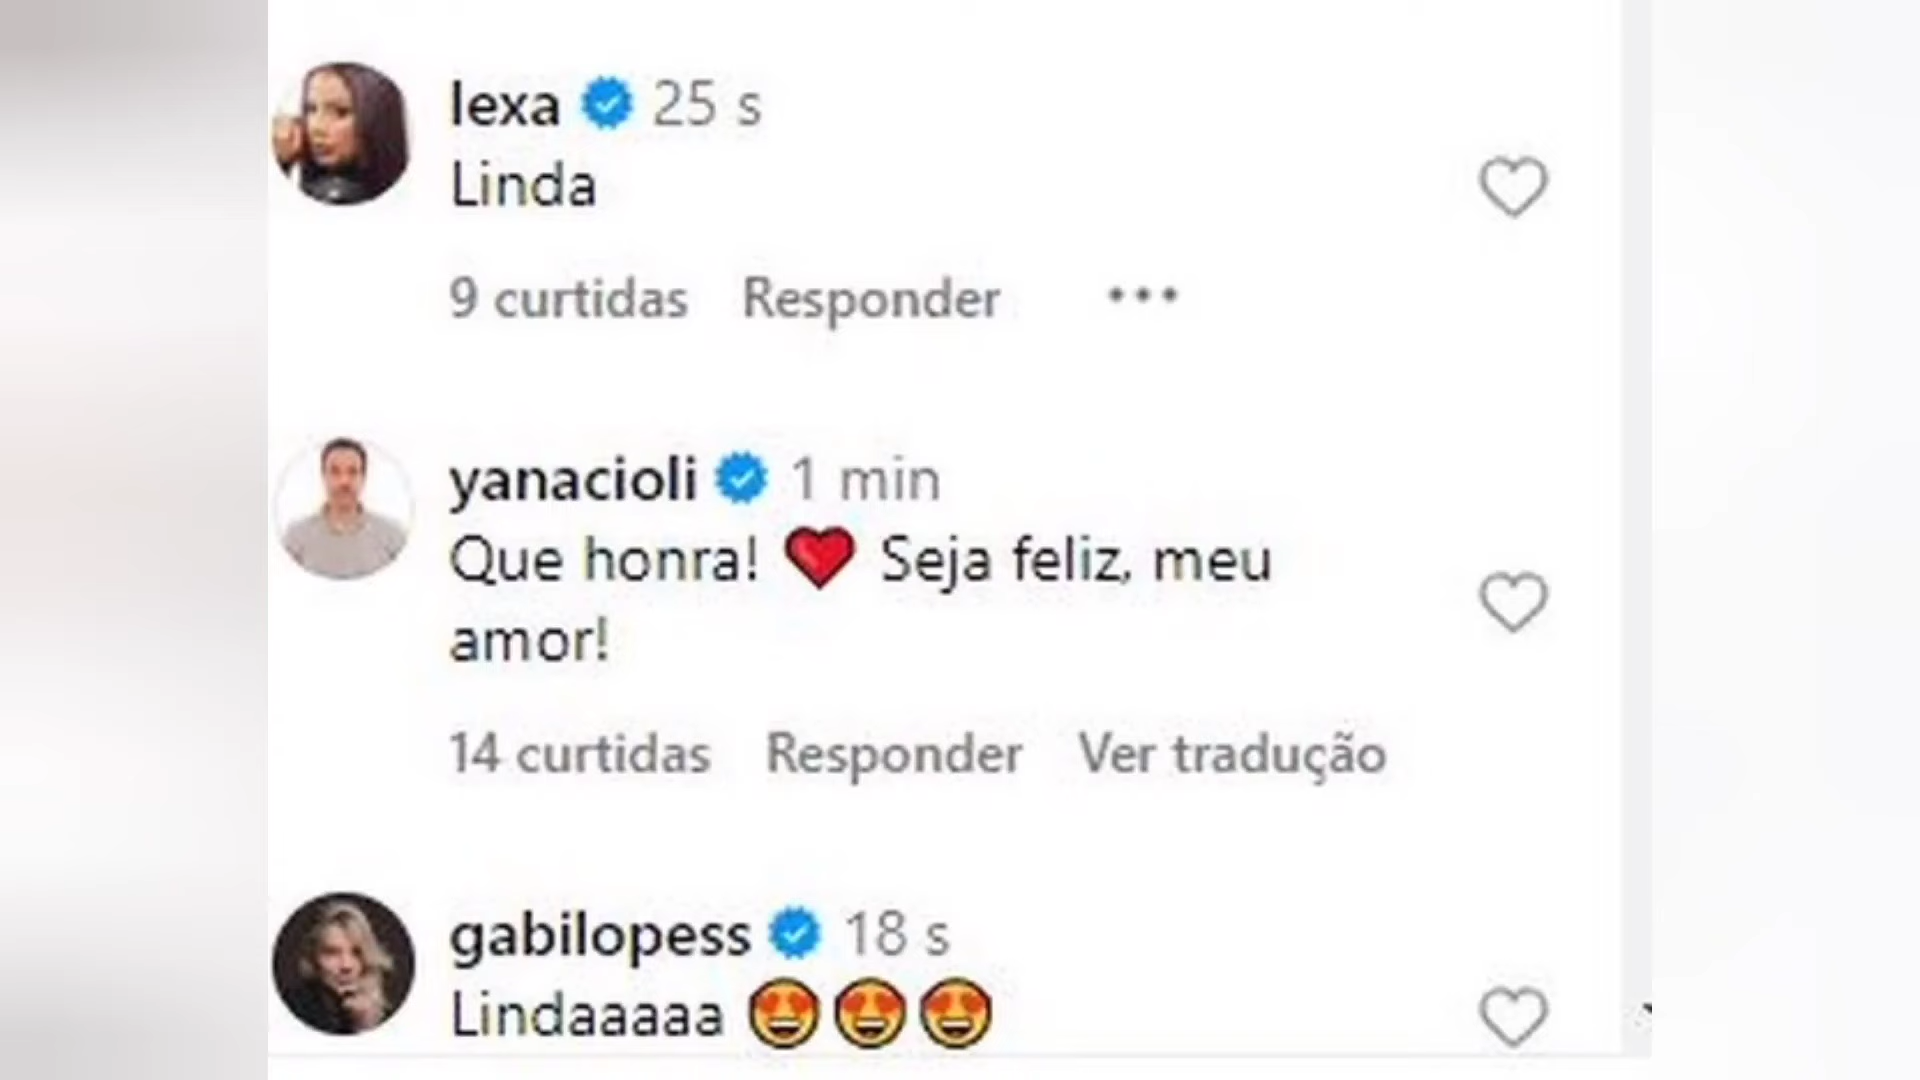 lexa 25 s
Linda
9 curtidas Responder
yanacioli 1 min
Que honra! ❤️ Seja feliz, meu
amor!
14 curtidas Responder Ver tradução
gabilopess 18 s
Lindaaaaa 😍😍😍